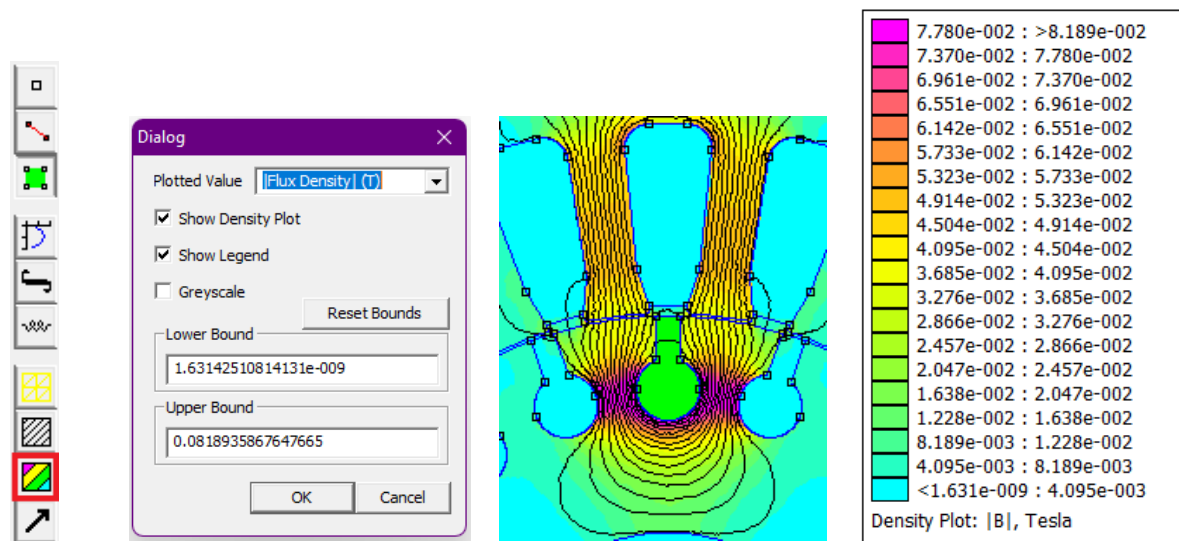 Dialog
Plotted Value |Flux Density| (T)
Show Density Plot
Show Legend
Greyscale
Reset Bounds
Lower Bound
1.63142510814131e-009
Upper Bound
0.0818935867647665
OK Cancel
7.780e-002 : >8.189e-002
7.370e-002 : 7.780e-002
6.961e-002 : 7.370e-002
6.551e-002 : 6.961e-002
6.142e-002 : 6.551e-002
5.733e-002 : 6.142e-002
5.323e-002 : 5.733e-002
4.914e-002 : 5.323e-002
4.504e-002 : 4.914e-002
4.095e-002 : 4.504e-002
3.685e-002 : 4.095e-002
3.276e-002 : 3.685e-002
2.866e-002 : 3.276e-002
2.457e-002 : 2.866e-002
2.047e-002 : 2.457e-002
1.638e-002 : 2.047e-002
1.228e-002 : 1.638e-002
8.189e-003 : 1.228e-002
4.095e-003 : 8.189e-003
<1.631e-009 : 4.095e-003
Density Plot: |B|, Tesla